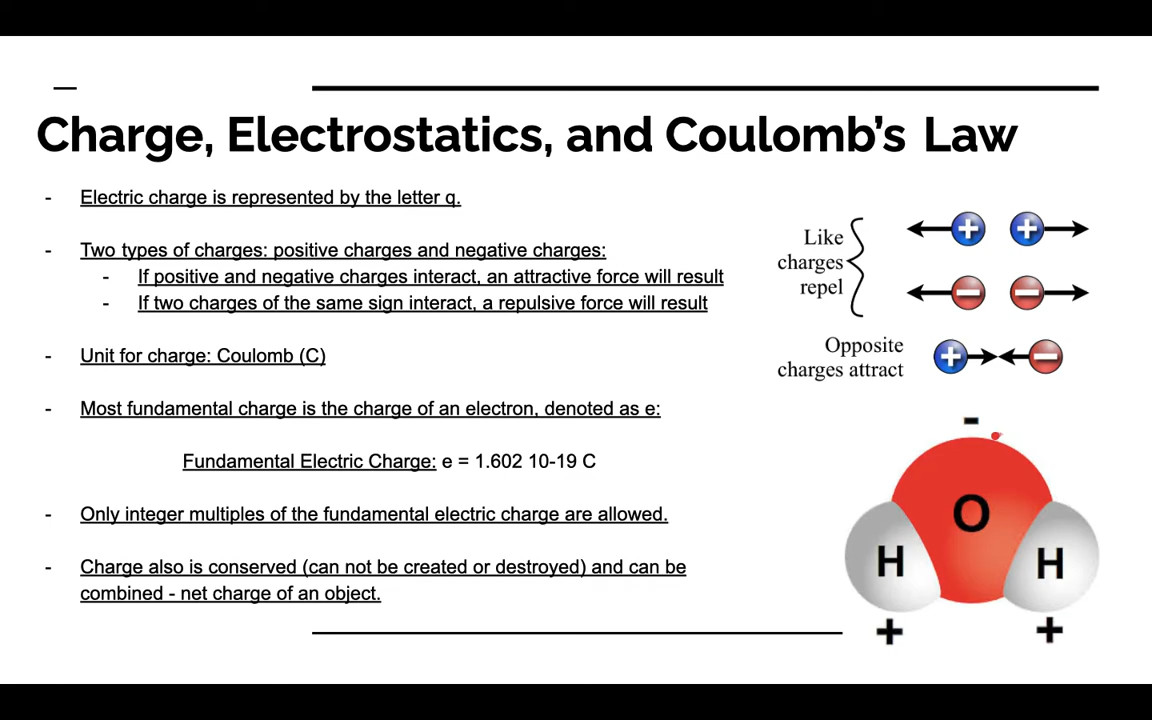 Charge, Electrostatics, and Coulomb's Law
- Electric charge is represented by the letter q.
- Two types of charges: positive charges and negative charges:
- If positive and negative charges interact, an attractive force will result
- If two charges of the same sign interact, a repulsive force will result
- Unit for charge: Coulomb (C)
- Most fundamental charge is the charge of an electron, denoted as e:
Fundamental Electric Charge: e = 1.602 10-19 C
- Only integer multiples of the fundamental electric charge are allowed.
- Charge also is conserved (can not be created or destroyed) and can be
combined - net charge of an object.
Like
charges
repel
+ +
− −
Opposite
charges attract
+ −
-
O
H H
+ +